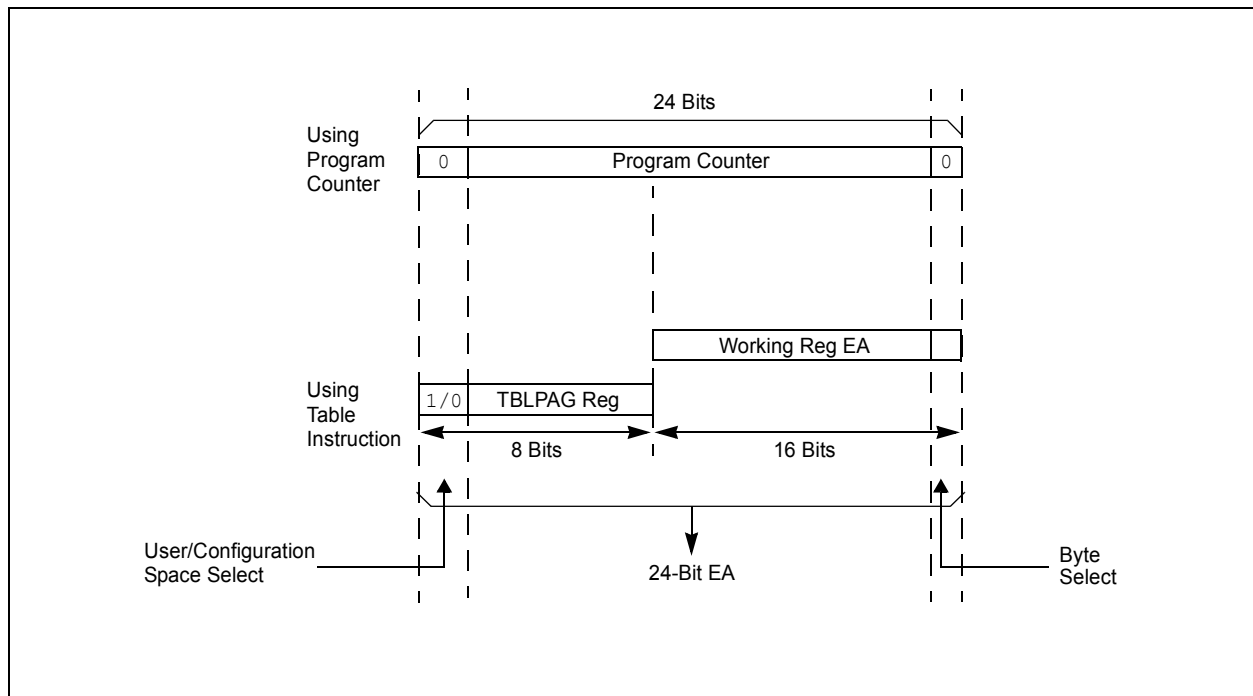 24 Bits
Using
Program
Counter
0
Program Counter
0
Working Reg EA
Using
Table
Instruction
1/0
TBLPAG Reg
8 Bits
16 Bits
User/Configuration
Space Select
24-Bit EA
Byte
Select